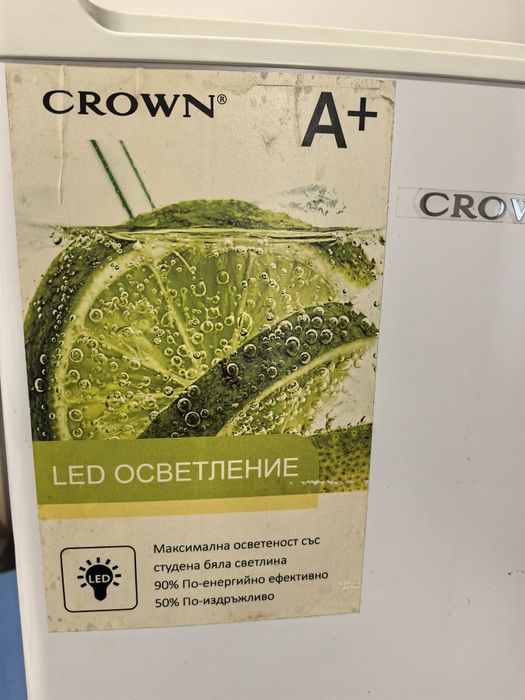 CROWN®
A+
CROW
LED ОСВЕТЛЕНИЕ
LED
Максимална осветеност със
студена бяла светлина
90% По-енергийно ефективно
50% По-издръжливо